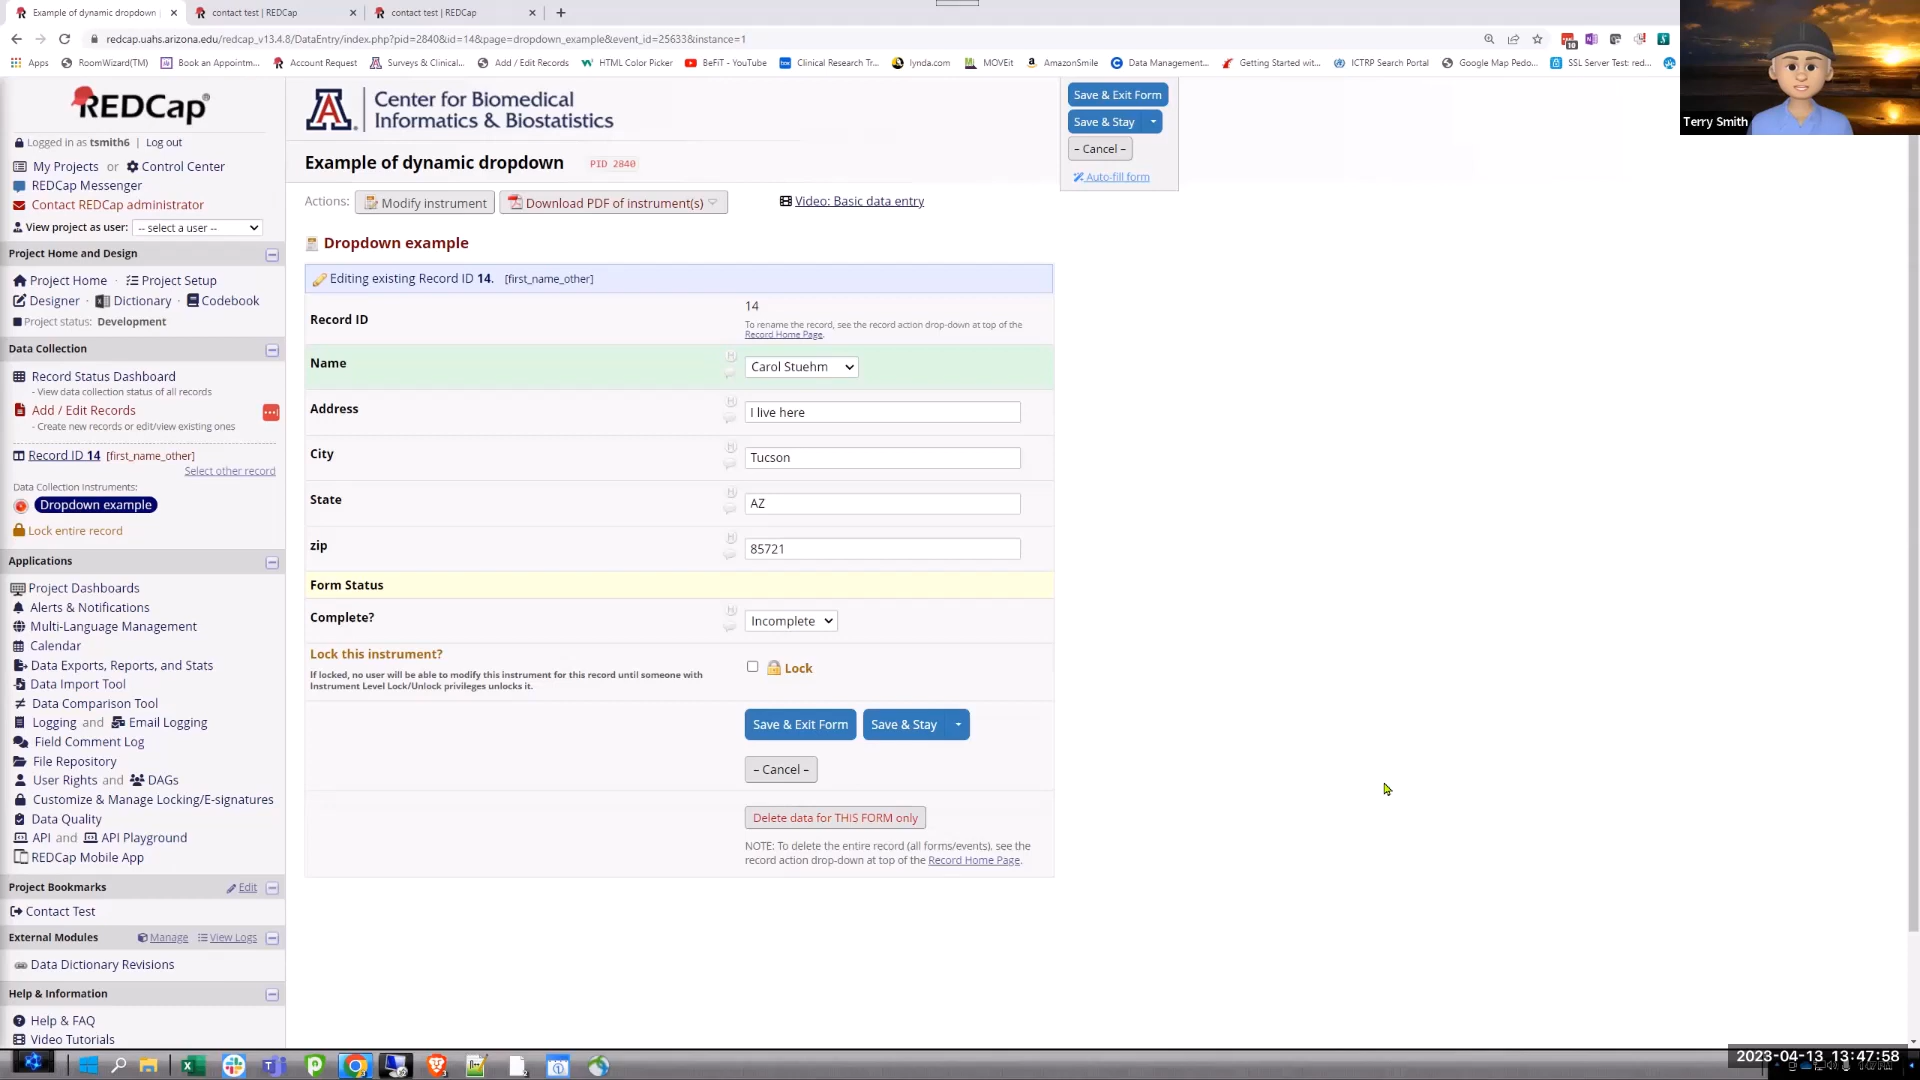 Example of dynamic dropdown
contact test | REDCap
contact test | REDCap
redcap.uahs.arizona.edu/redcap_v13.4.8/DataEntry/index.php?pid=2840&id=14&page=dropdown_example&event_id=25633&instance=1
Apps
RoomWizard(TM)
Book an Appointm...
Account Request
Surveys & Clinical...
Add / Edit Records
HTML Color Picker
BeFiT - YouTube
Clinical Research Tr...
lynda.com
MOVEit
AmazonSmile
Data Management...
Getting Started wit...
ICTRP Search Portal
Google Map Pedo...
SSL Server Test: red...
Terry Smith
REDCap
Logged in as tsmith6 | Log out
My Projects or Control Center
REDCap Messenger
Contact REDCap administrator
View project as user: -- select a user --
Project Home and Design
Project Home · Project Setup
Designer · Dictionary · Codebook
Project status: Development
Data Collection
Record Status Dashboard
- View data collection status of all records
Add / Edit Records
- Create new records or edit/view existing ones
Record ID 14 [first_name_other]
Select other record
Data Collection Instruments:
Dropdown example
Lock entire record
Applications
Project Dashboards
Alerts & Notifications
Multi-Language Management
Calendar
Data Exports, Reports, and Stats
Data Import Tool
Data Comparison Tool
Logging and Email Logging
Field Comment Log
File Repository
User Rights and DAGs
Customize & Manage Locking/E-signatures
Data Quality
API and API Playground
REDCap Mobile App
Project Bookmarks Edit
Contact Test
External Modules Manage View Logs
Data Dictionary Revisions
Help & Information
Help & FAQ
Video Tutorials
A
Center for Biomedical
Informatics & Biostatistics
Example of dynamic dropdown PID 2840
Actions: Modify instrument Download PDF of instrument(s) Video: Basic data entry
Dropdown example
Editing existing Record ID 14. [first_name_other]
Record ID
14
To rename the record, see the record action drop-down at top of the
Record Home Page.
Name Carol Stuehm
Address I live here
City Tucson
State AZ
zip 85721
Form Status
Complete? Incomplete
Lock this instrument?
If locked, no user will be able to modify this instrument for this record until someone with
Instrument Level Lock/Unlock privileges unlocks it.
Lock
Save & Exit Form Save & Stay
-- Cancel --
Delete data for THIS FORM only
NOTE: To delete the entire record (all forms/events), see the
record action drop-down at top of the Record Home Page.
Save & Exit Form
Save & Stay
-- Cancel --
Auto-fill form
2023-04-13 13:47:58